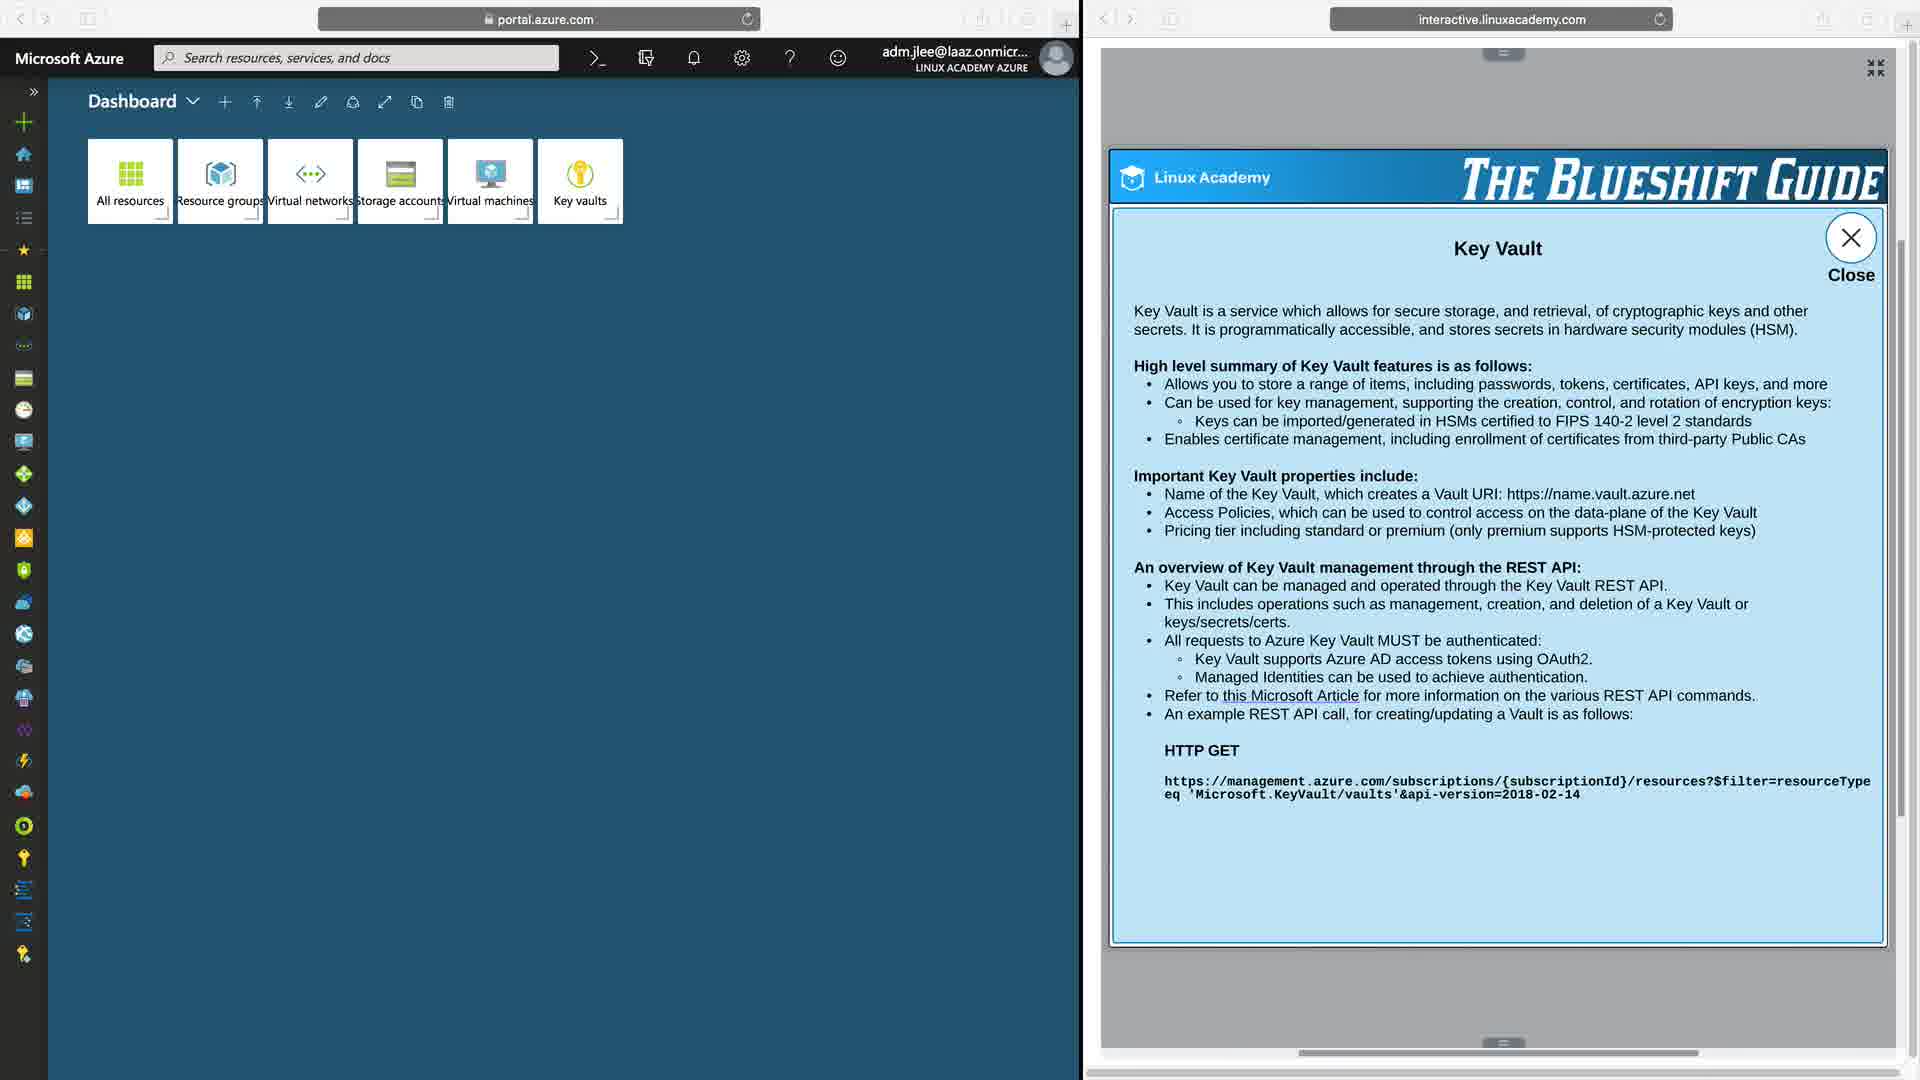 portal.azure.com
interactive.linuxacademy.com
Microsoft Azure
Search resources, services, and docs
adm.jlee@laaz.onmicr...
LINUX ACADEMY AZURE
Dashboard
All resources
Resource groups
Virtual networks
Storage accounts
Virtual machines
Key vaults
Linux Academy
THE BLUESHIFT GUIDE
Key Vault
Close
Key Vault is a service which allows for secure storage, and retrieval, of cryptographic keys and other
secrets. It is programmatically accessible, and stores secrets in hardware security modules (HSM).
High level summary of Key Vault features is as follows:
• Allows you to store a range of items, including passwords, tokens, certificates, API keys, and more
• Can be used for key management, supporting the creation, control, and rotation of encryption keys:
◦ Keys can be imported/generated in HSMs certified to FIPS 140-2 level 2 standards
• Enables certificate management, including enrollment of certificates from third-party Public CAs
Important Key Vault properties include:
• Name of the Key Vault, which creates a Vault URI: https://name.vault.azure.net
• Access Policies, which can be used to control access on the data-plane of the Key Vault
• Pricing tier including standard or premium (only premium supports HSM-protected keys)
An overview of Key Vault management through the REST API:
• Key Vault can be managed and operated through the Key Vault REST API.
• This includes operations such as management, creation, and deletion of a Key Vault or
keys/secrets/certs.
• All requests to Azure Key Vault MUST be authenticated:
◦ Key Vault supports Azure AD access tokens using OAuth2.
◦ Managed Identities can be used to achieve authentication.
• Refer to this Microsoft Article for more information on the various REST API commands.
• An example REST API call, for creating/updating a Vault is as follows:
HTTP GET
https://management.azure.com/subscriptions/{subscriptionId}/resources?$filter=resourceType
eq 'Microsoft.KeyVault/vaults'&api-version=2018-02-14